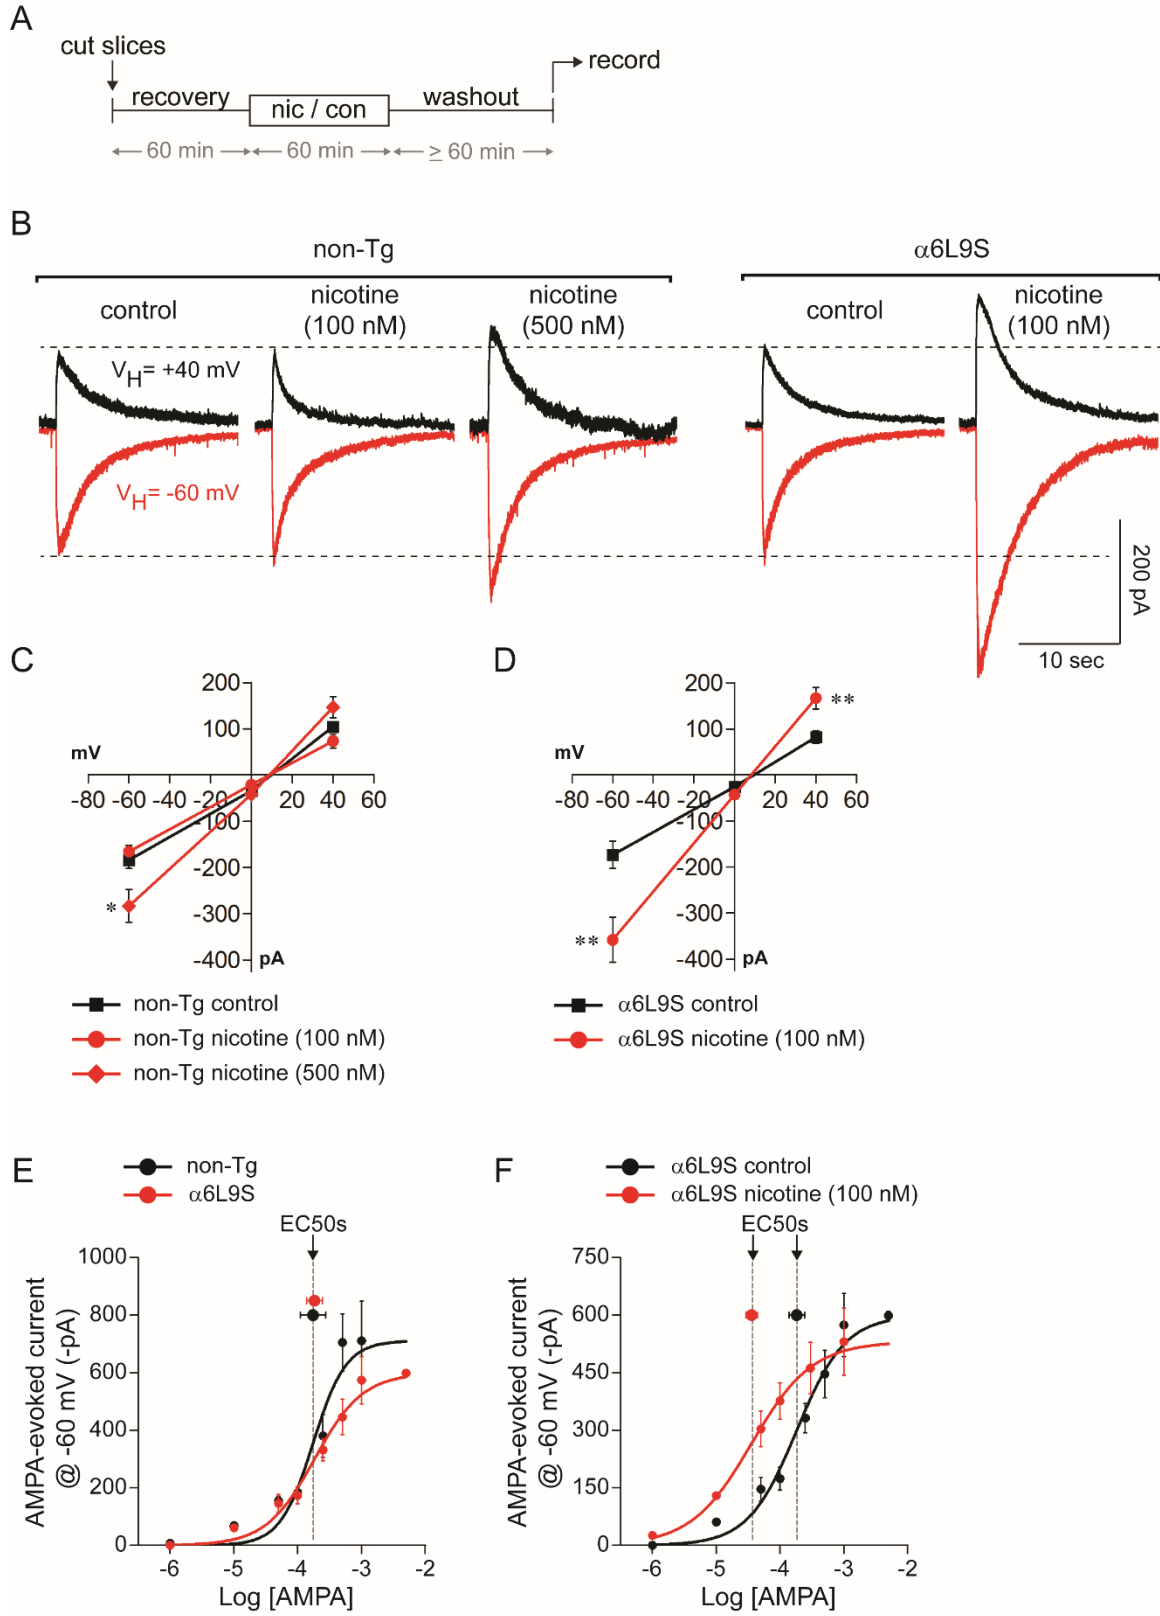 A
cut slices
record
recovery
nic / con
washout
60 min
60 min
≥ 60 min
B
non-Tg
α6L9S
control
nicotine
(100 nM)
nicotine
(500 nM)
control
nicotine
(100 nM)
VH= +40 mV
VH= -60 mV
200 pA
10 sec
C
200
100
mV
-80 -60 -40 -20 20 40 60
-100
-200
*
-300
-400
pA
non-Tg control
non-Tg nicotine (100 nM)
non-Tg nicotine (500 nM)
D
200
**
100
mV
-80 -60 -40 -20 20 40 60
-100
-200
-300
**
-400
pA
α6L9S control
α6L9S nicotine (100 nM)
E
non-Tg
α6L9S
EC50s
AMPA-evoked current
@ -60 mV (-pA)
1000
800
600
400
200
0
-6 -5 -4 -3 -2
Log [AMPA]
F
α6L9S control
α6L9S nicotine (100 nM)
EC50s
AMPA-evoked current
@ -60 mV (-pA)
750
600
450
300
150
0
-6 -5 -4 -3 -2
Log [AMPA]